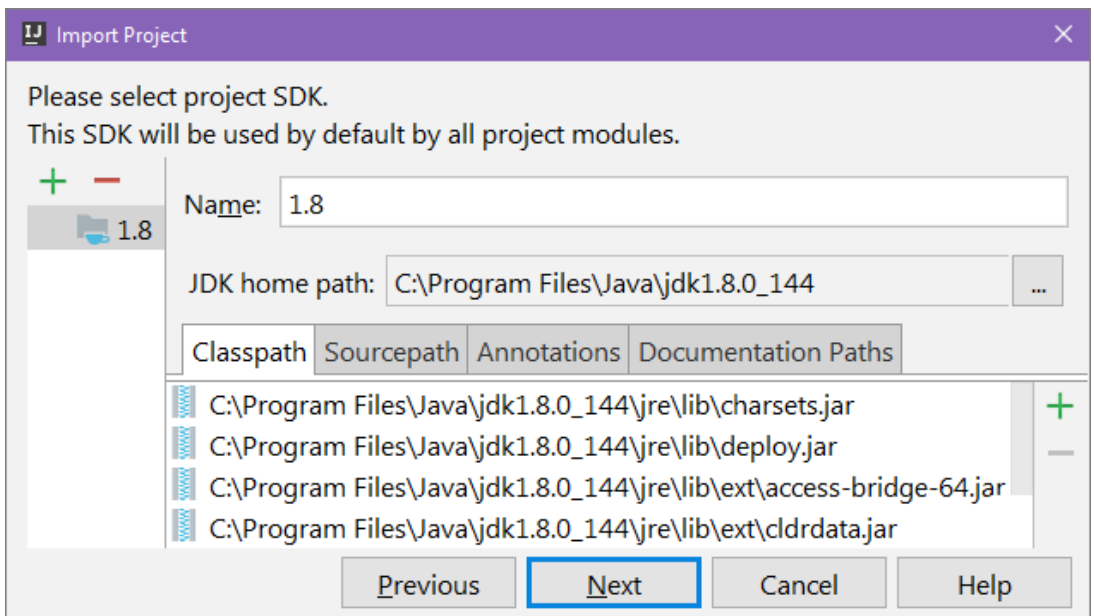 IJ Import Project
Please select project SDK.
This SDK will be used by default by all project modules.
1.8
Name: 1.8
JDK home path: C:\Program Files\Java\jdk1.8.0_144 ...
Classpath Sourcepath Annotations Documentation Paths
C:\Program Files\Java\jdk1.8.0_144\jre\lib\charsets.jar
C:\Program Files\Java\jdk1.8.0_144\jre\lib\deploy.jar
C:\Program Files\Java\jdk1.8.0_144\jre\lib\ext\access-bridge-64.jar
C:\Program Files\Java\jdk1.8.0_144\jre\lib\ext\cldrdata.jar
Previous Next Cancel Help